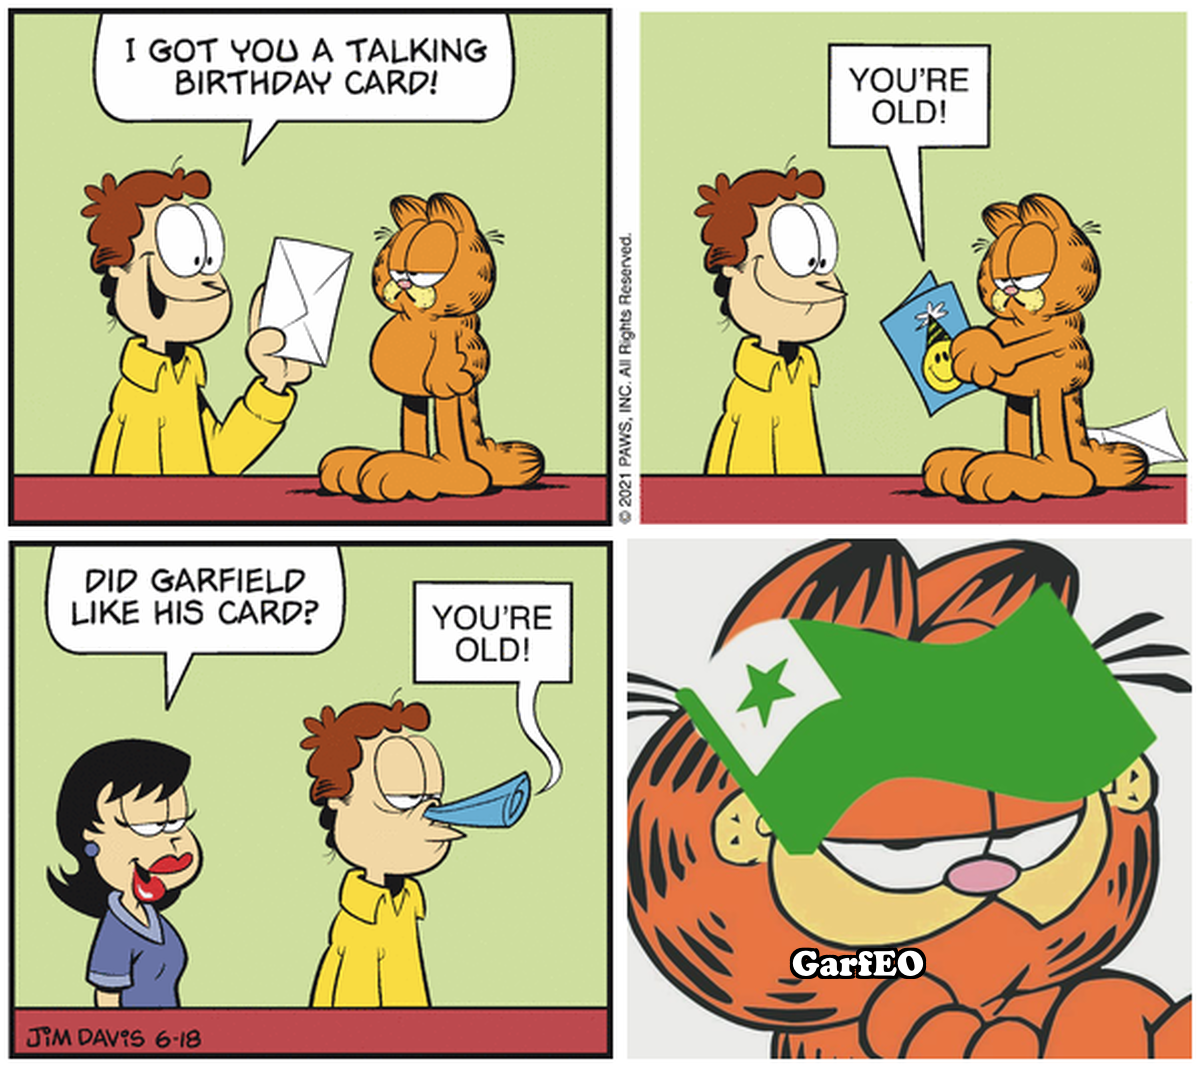 I GOT YOU A TALKING
BIRTHDAY CARD!
YOU'RE
OLD!
© 2021 PAWS, INC. All Rights Reserved.
DID GARFIELD
LIKE HIS CARD?
YOU'RE
OLD!
JIM DAVIS 6-18
GarfEO